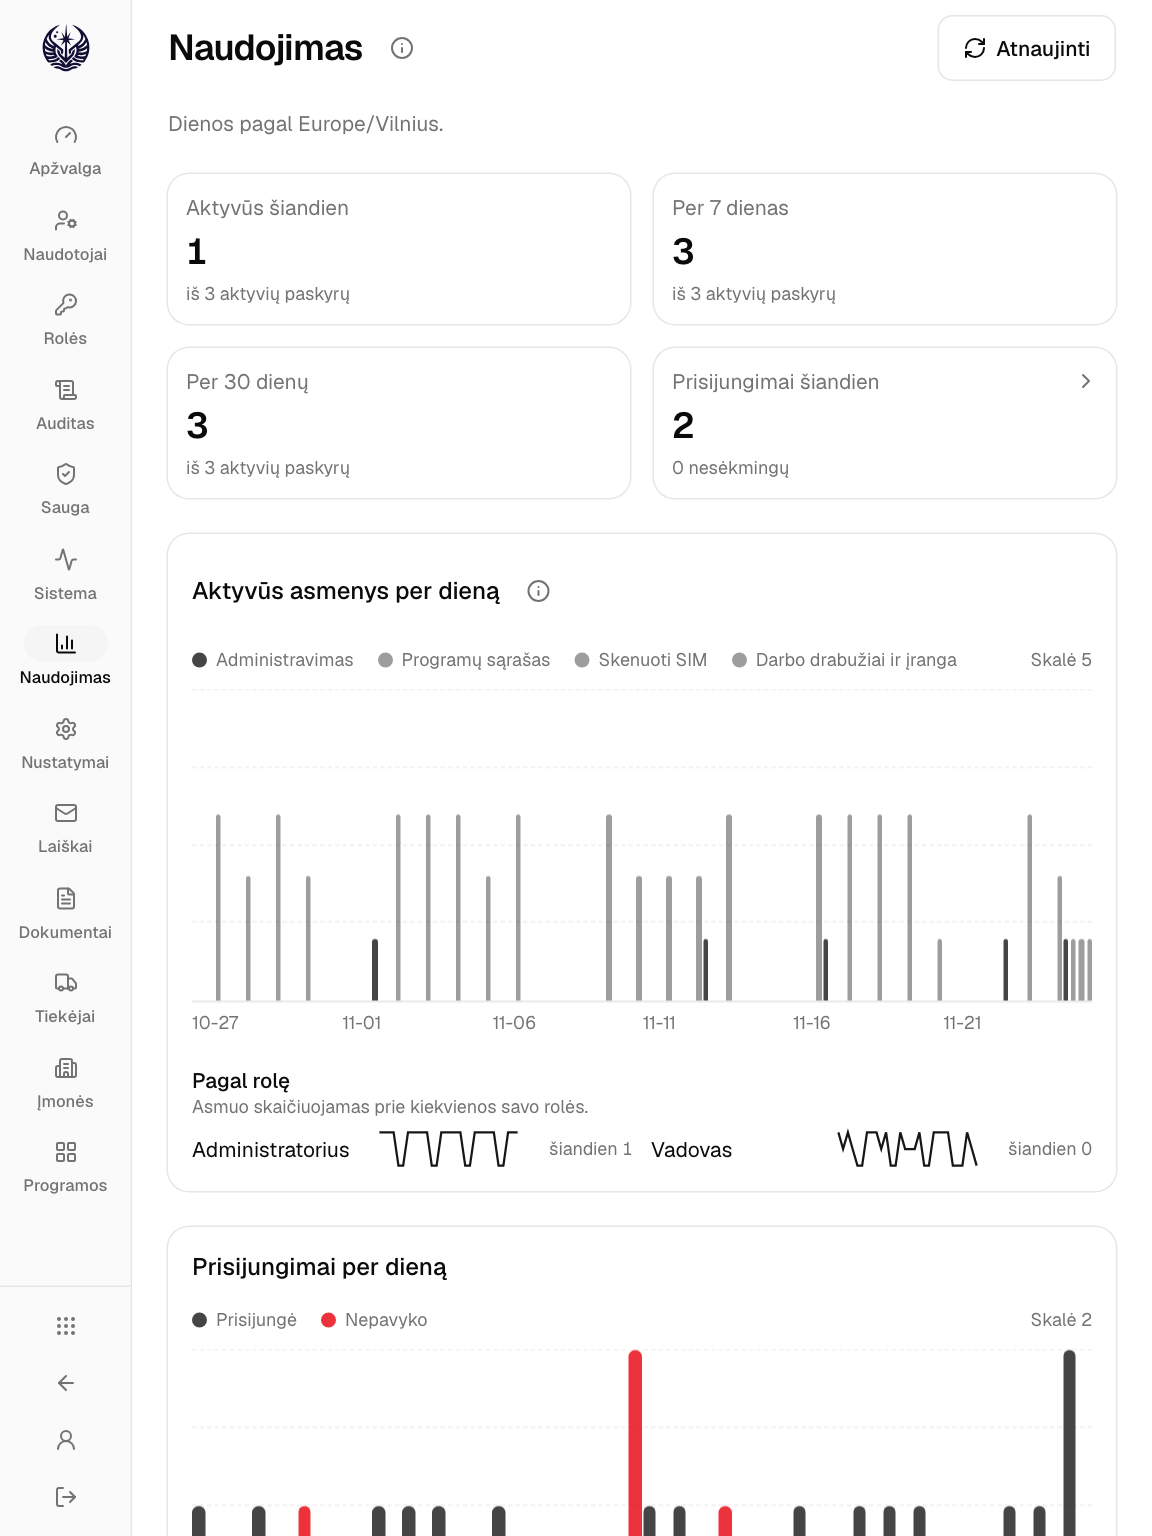 Naudojimas
Atnaujinti
Dienos pagal Europe/Vilnius.
Apžvalga
Naudotojai
Rolės
Auditas
Sauga
Sistema
Naudojimas
Nustatymai
Laiškai
Dokumentai
Tiekėjai
Įmonės
Programos
Aktyvūs šiandien
1
iš 3 aktyvių paskyrų
Per 7 dienas
3
iš 3 aktyvių paskyrų
Per 30 dienų
3
iš 3 aktyvių paskyrų
Prisijungimai šiandien
2
0 nesėkmingų
Aktyvūs asmenys per dieną
Administravimas Programų sąrašas Skenuoti SIM Darbo drabužiai ir įranga Skalė 5
10-27 11-01 11-06 11-11 11-16 11-21
Pagal rolę
Asmuo skaičiuojamas prie kiekvienos savo rolės.
Administratorius šiandien 1 Vadovas šiandien 0
Prisijungimai per dieną
Prisijungė Nepavyko Skalė 2